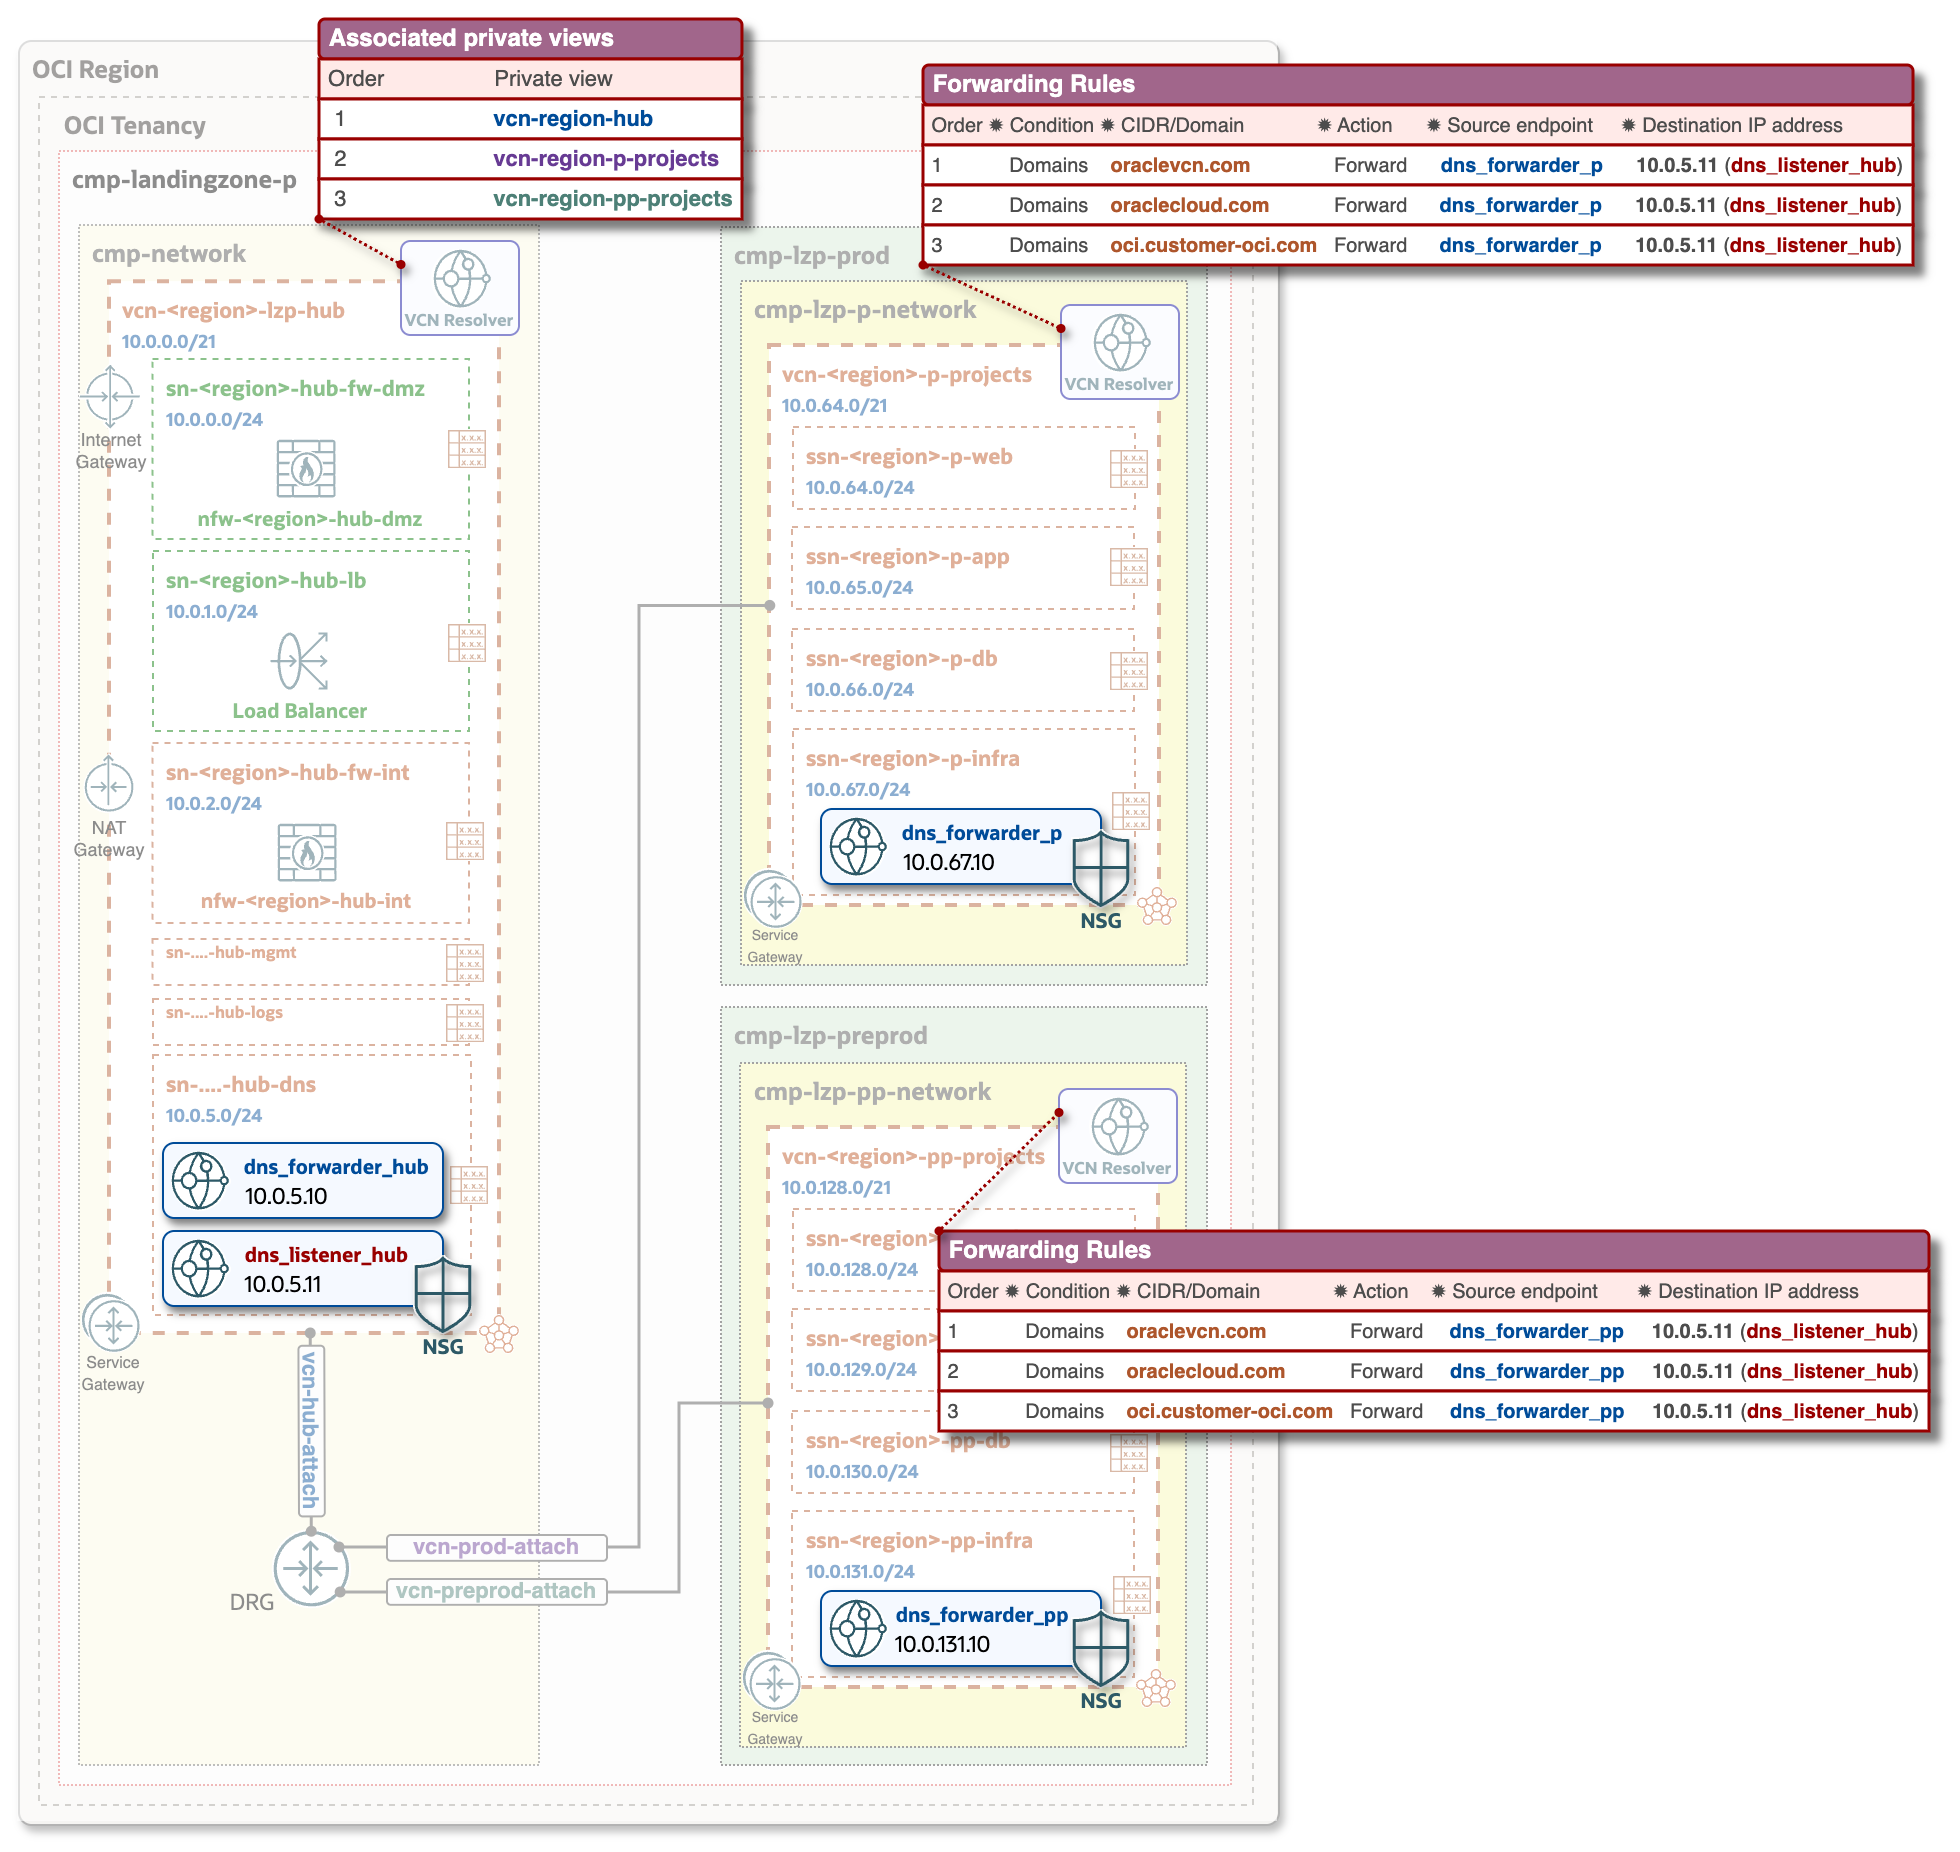 OCI Region
OCI Tenancy
cmp-landingzone-p
Associated private views
Order Private view
1 vcn-region-hub
2 vcn-region-p-projects
3 vcn-region-pp-projects
cmp-network
VCN Resolver
vcn-<region>-lzp-hub
10.0.0.0/21
Internet
Gateway
sn-<region>-hub-fw-dmz
10.0.0.0/24
nfw-<region>-hub-dmz
sn-<region>-hub-lb
10.0.1.0/24
Load Balancer
NAT
Gateway
sn-<region>-hub-fw-int
10.0.2.0/24
nfw-<region>-hub-int
sn-....-hub-mgmt
sn-....-hub-logs
sn-....-hub-dns
10.0.5.0/24
dns_forwarder_hub
10.0.5.10
dns_listener_hub
10.0.5.11
NSG
Service
Gateway
vcn-hub-attach
DRG
vcn-prod-attach
vcn-preprod-attach
Forwarding Rules
Order ✹ Condition ✹ CIDR/Domain ✹ Action ✹ Source endpoint ✹ Destination IP address
1 Domains oraclevcn.com Forward dns_forwarder_p 10.0.5.11 (dns_listener_hub)
2 Domains oraclecloud.com Forward dns_forwarder_p 10.0.5.11 (dns_listener_hub)
3 Domains oci.customer-oci.com Forward dns_forwarder_p 10.0.5.11 (dns_listener_hub)
cmp-lzp-prod
cmp-lzp-p-network
VCN Resolver
vcn-<region>-p-projects
10.0.64.0/21
ssn-<region>-p-web
10.0.64.0/24
ssn-<region>-p-app
10.0.65.0/24
ssn-<region>-p-db
10.0.66.0/24
ssn-<region>-p-infra
10.0.67.0/24
dns_forwarder_p
10.0.67.10
NSG
Service
Gateway
cmp-lzp-preprod
cmp-lzp-pp-network
VCN Resolver
vcn-<region>-pp-projects
10.0.128.0/21
ssn-<region>
10.0.128.0/24
ssn-<region>
10.0.129.0/24
Forwarding Rules
Order ✹ Condition ✹ CIDR/Domain ✹ Action ✹ Source endpoint ✹ Destination IP address
1 Domains oraclevcn.com Forward dns_forwarder_pp 10.0.5.11 (dns_listener_hub)
2 Domains oraclecloud.com Forward dns_forwarder_pp 10.0.5.11 (dns_listener_hub)
3 Domains oci.customer-oci.com Forward dns_forwarder_pp 10.0.5.11 (dns_listener_hub)
ssn-<region>-pp-db
10.0.130.0/24
ssn-<region>-pp-infra
10.0.131.0/24
dns_forwarder_pp
10.0.131.10
NSG
Service
Gateway